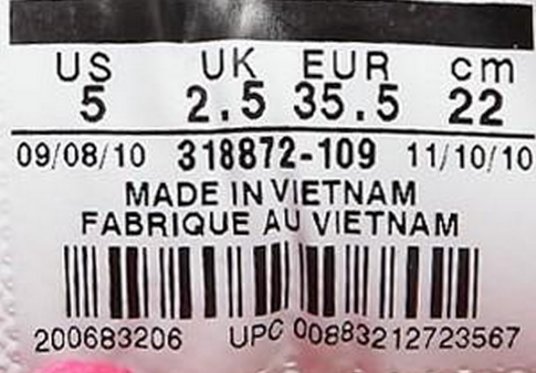 US UK EUR cm
5 2.5 35.5 22
09/08/10 318872-109 11/10/10
MADE IN VIETNAM
FABRIQUE AU VIETNAM
200683206 UPC 00883212723567